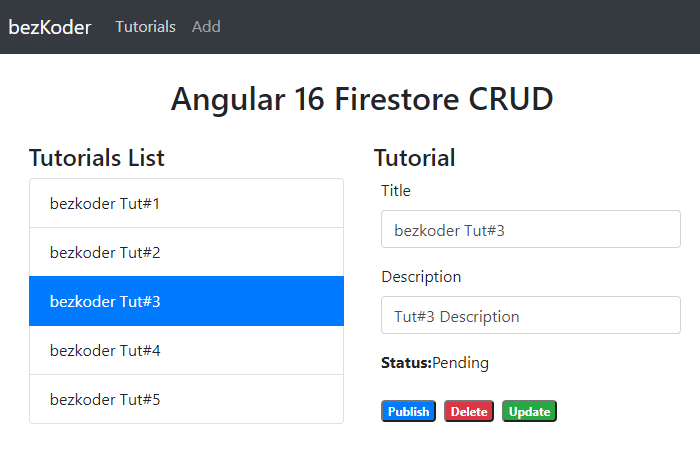 bezKoder Tutorials Add
Angular 16 Firestore CRUD
Tutorials List
bezkoder Tut#1
bezkoder Tut#2
bezkoder Tut#3
bezkoder Tut#4
bezkoder Tut#5
Tutorial
Title
bezkoder Tut#3
Description
Tut#3 Description
Status:Pending
Publish Delete Update